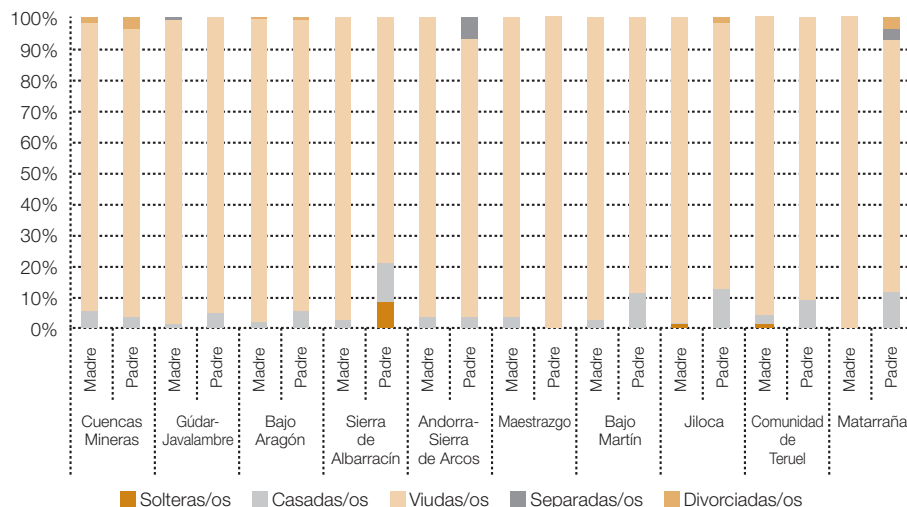 100%
90%
80%
70%
60%
50%
40%
30%
20%
10%
0%
Madre
Padre
Madre
Padre
Madre
Padre
Madre
Padre
Madre
Padre
Madre
Padre
Madre
Padre
Madre
Padre
Madre
Padre
Madre
Padre
Cuencas
Mineras
Gúdar-
Javalambre
Bajo
Aragón
Sierra
de
Albarracín
Andorra-
Sierra
de Arcos
Maestrazgo
Bajo
Martín
Jiloca
Comunidad
de
Teruel
Matarraña
Solteras/os Casadas/os Viudas/os Separadas/os Divorciadas/os